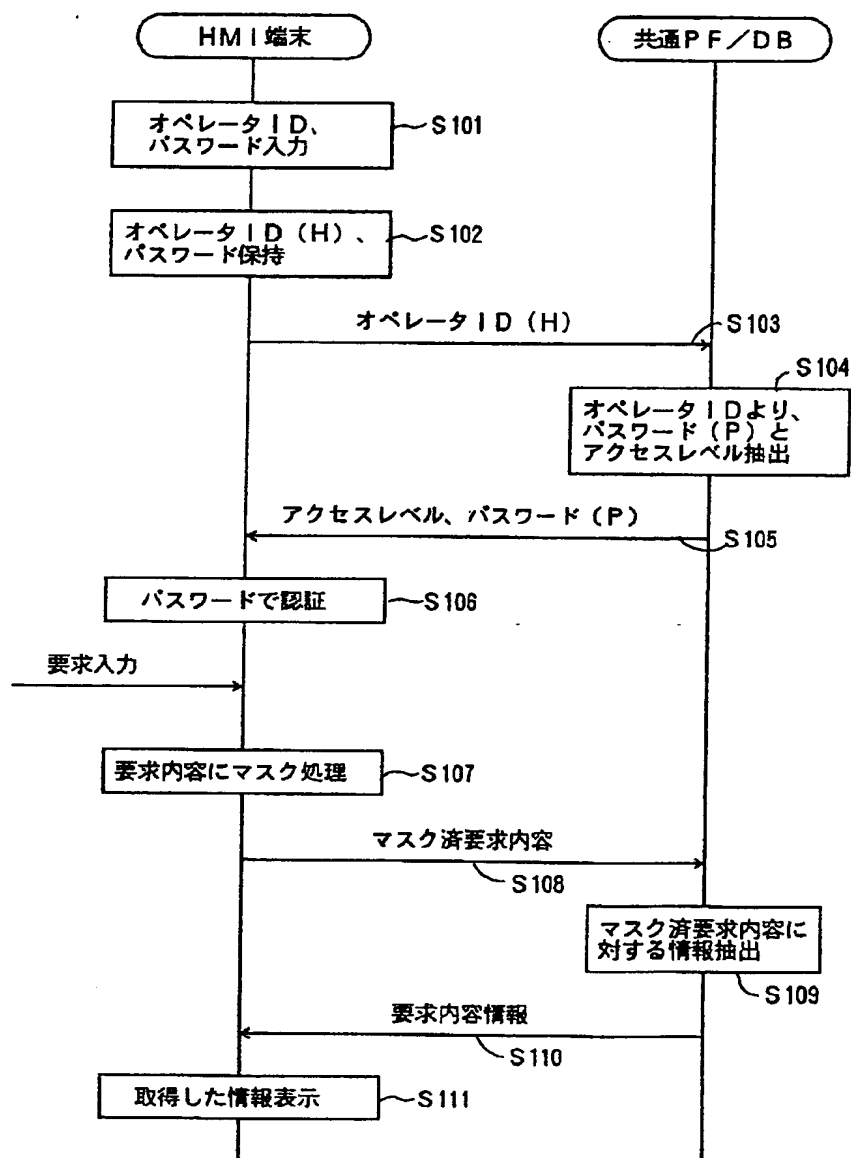 HMI端末
共通PF/DB
オペレータID、
パスワード入力
S101
オペレータID(H)、
パスワード保持
S102
オペレータID(H)
S103
S104
オペレータIDより、
パスワード(P)と
アクセスレベル抽出
アクセスレベル、パスワード(P)
S105
パスワードで認証
S106
要求入力
要求内容にマスク処理
S107
マスク済要求内容
S108
マスク済要求内容に
対する情報抽出
S109
要求内容情報
S110
取得した情報表示
S111